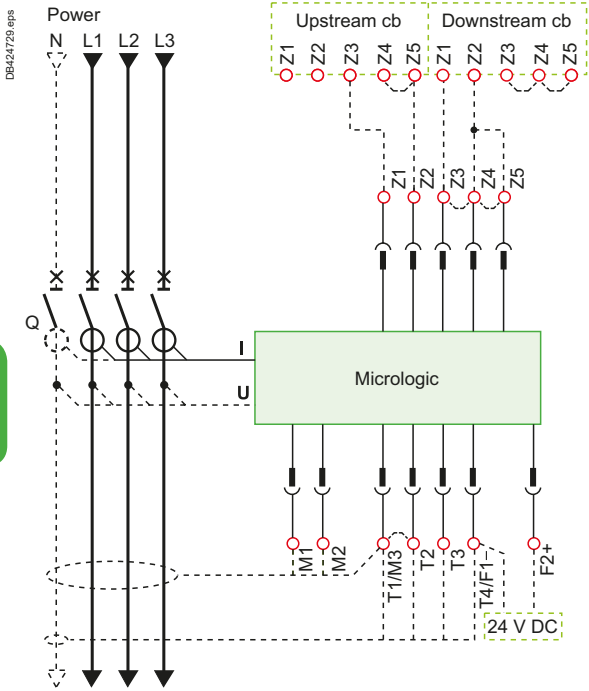 DB424729.eps
Power
N L1 L2 L3
Upstream cb
Downstream cb
Z1 Z2 Z3 Z4 Z5 Z1 Z2 Z3 Z4 Z5
Z1 Z2 Z3 Z4 Z5
Q
I
U
Micrologic
M1 M2 T1/M3 T2 T3 T4/F1– F2+
24 V DC